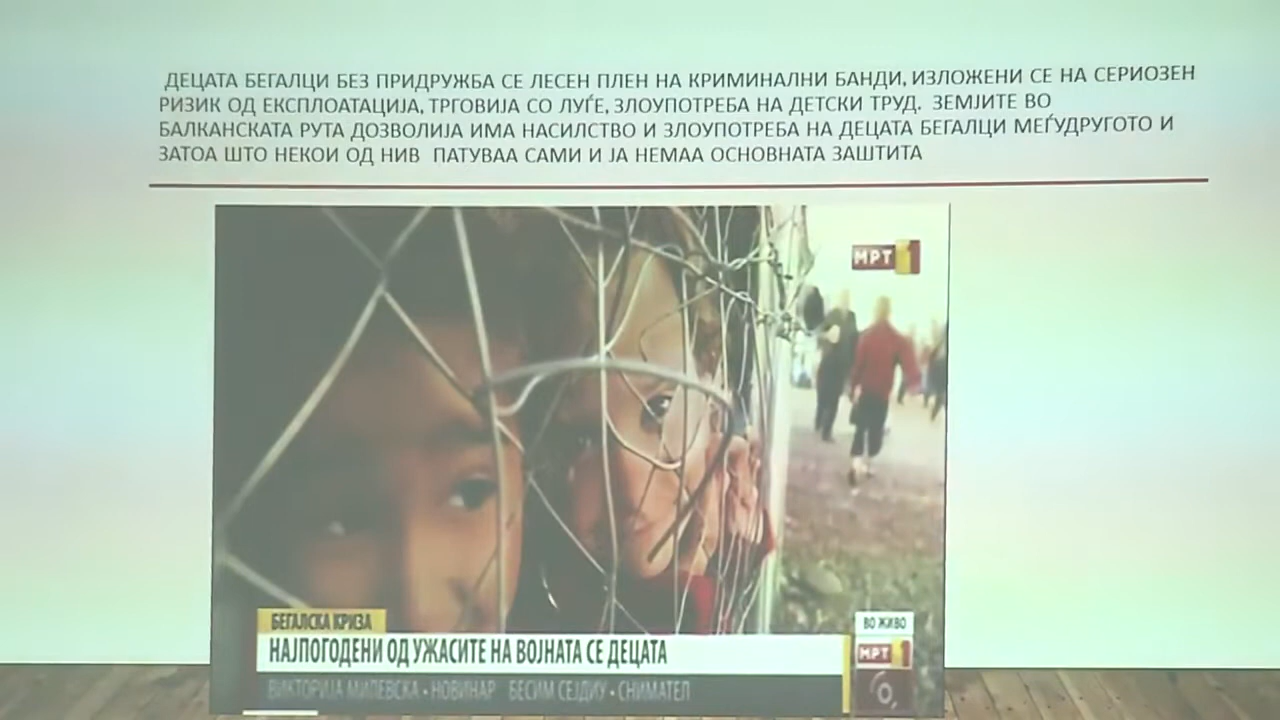 ДЕЦАТА БЕГАЛЦИ БЕЗ ПРИДРУЖБА СЕ ЛЕСЕН ПЛЕН НА КРИМИНАЛНИ БАНДИ, ИЗЛОЖЕНИ СЕ НА СЕРИОЗЕН
РИЗИК ОД ЕКСПЛОАТАЦИЈА, ТРГОВИЈА СО ЛУЃЕ, ЗЛОУПОТРЕБА НА ДЕТСКИ ТРУД. ЗЕМЈИТЕ ВО
БАЛКАНСКАТА РУТА ДОЗВОЛИЈА ИМА НАСИЛСТВО И ЗЛОУПОТРЕБА НА ДЕЦАТА БЕГАЛЦИ МЕЃУДРУГОТО И
ЗАТОА ШТО НЕКОИ ОД НИВ ПАТУВАА САМИ И ЈА НЕМАА ОСНОВНАТА ЗАШТИТА
МРТ 1
БЕГАЛСКА КРИЗА
ВО ЖИВО
НАЈПОГОДЕНИ ОД УЖАСИТЕ НА ВОЈНАТА СЕ ДЕЦАТА
МРТ 1
ВИКТОРИЈА МИЛЕВСКА • НОВИНАР БЕСИМ СЕЈДИУ • СНИМАТЕЛ